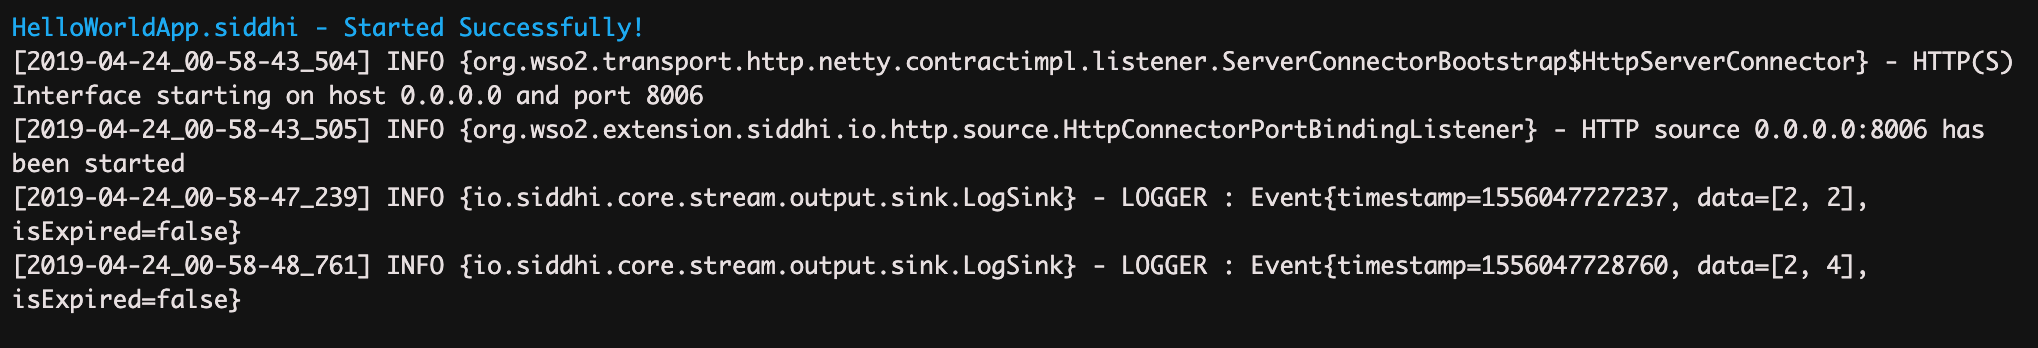 HelloWorldApp.siddhi - Started Successfully!
[2019-04-24_00-58-43_504] INFO {org.wso2.transport.http.netty.contractimpl.listener.ServerConnectorBootstrap$HttpServerConnector} - HTTP(S)
Interface starting on host 0.0.0.0 and port 8006
[2019-04-24_00-58-43_505] INFO {org.wso2.extension.siddhi.io.http.source.HttpConnectorPortBindingListener} - HTTP source 0.0.0.0:8006 has
been started
[2019-04-24_00-58-47_239] INFO {io.siddhi.core.stream.output.sink.LogSink} - LOGGER : Event{timestamp=1556047727237, data=[2, 2],
isExpired=false}
[2019-04-24_00-58-48_761] INFO {io.siddhi.core.stream.output.sink.LogSink} - LOGGER : Event{timestamp=1556047728760, data=[2, 4],
isExpired=false}